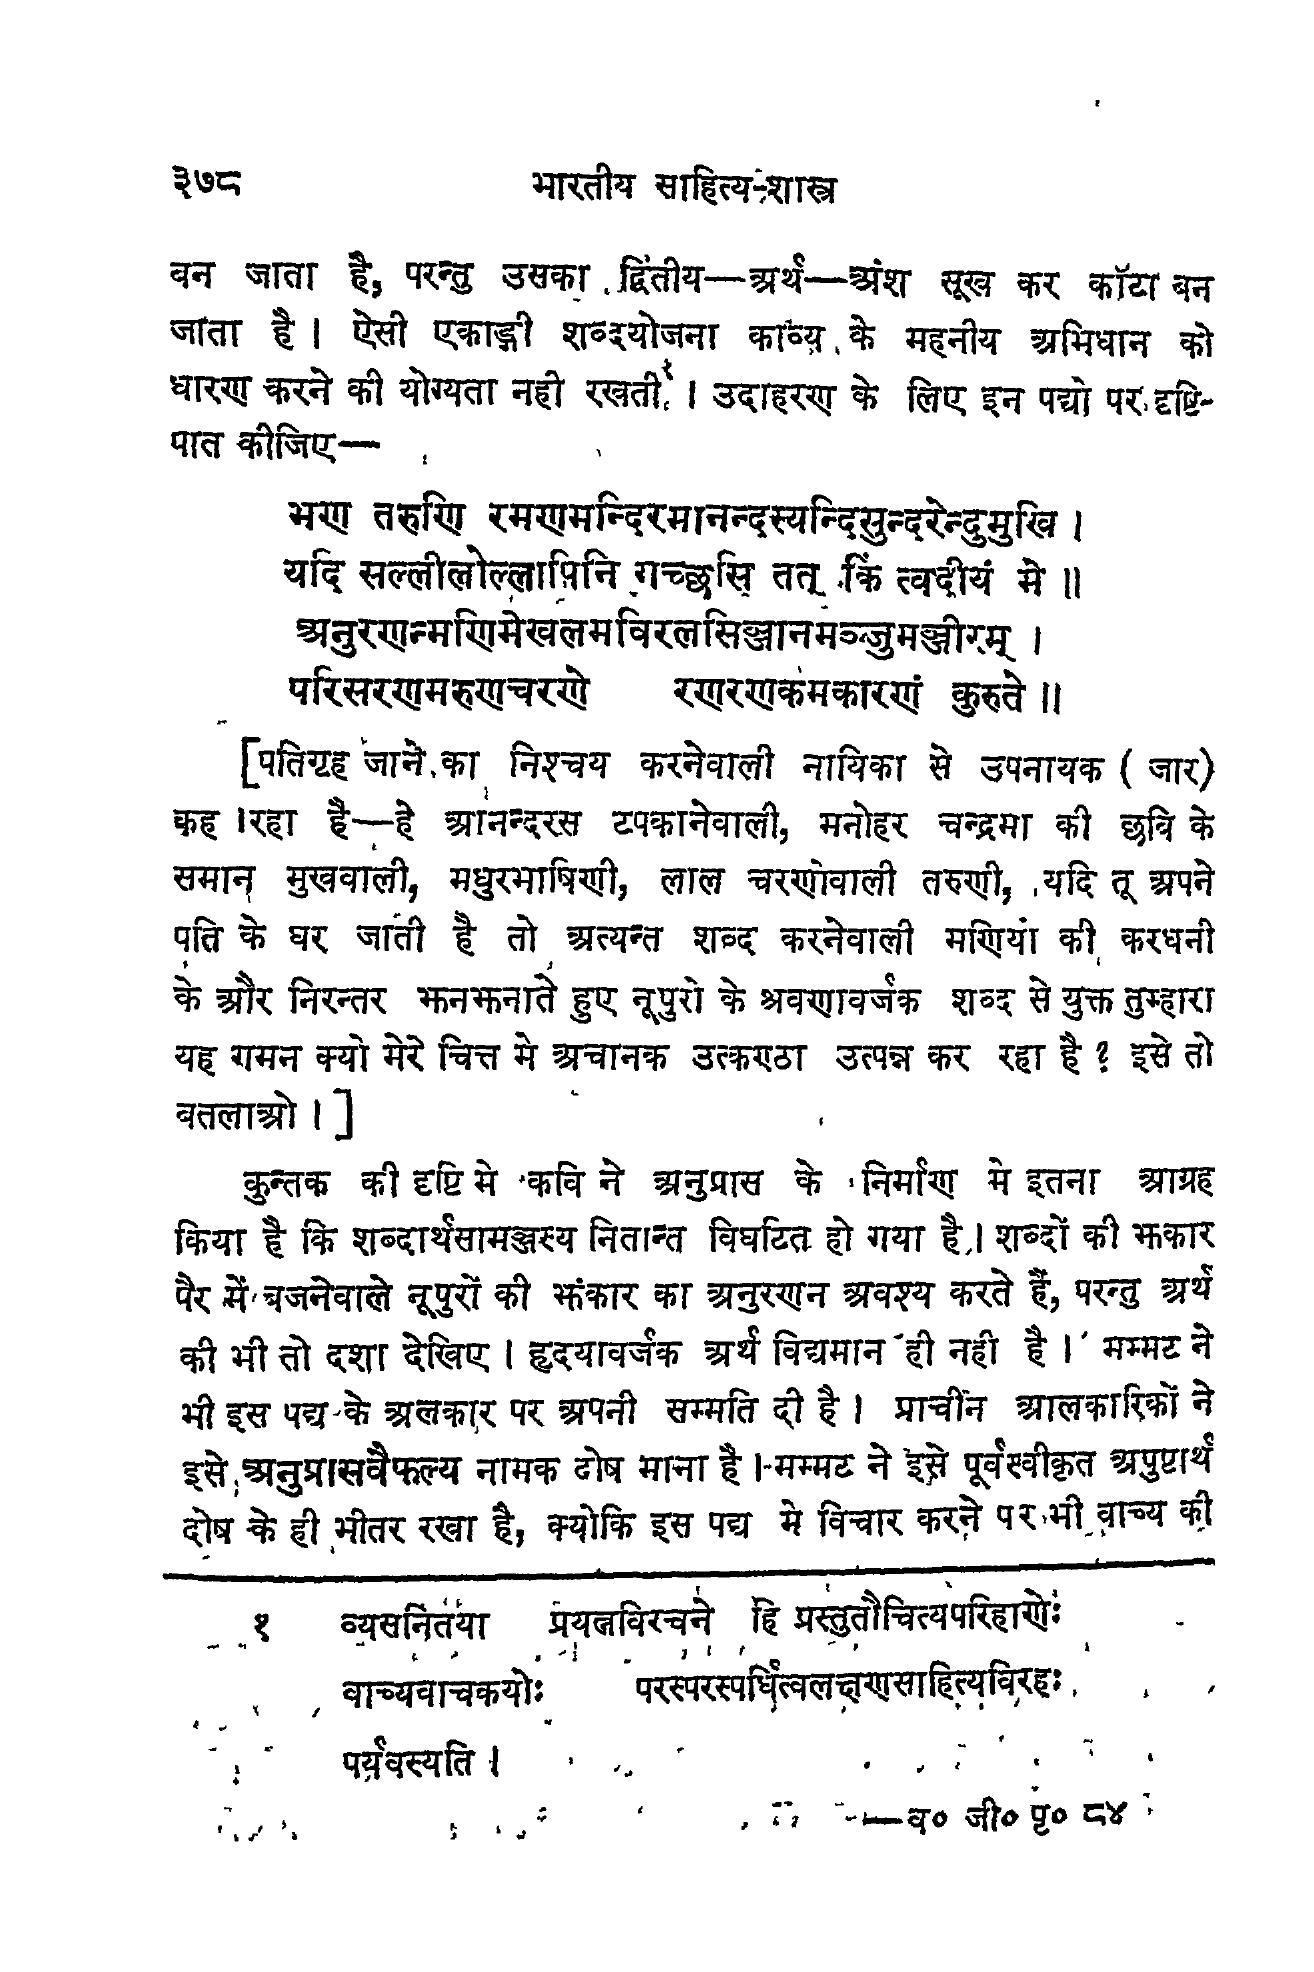 ३७८ भारतीय साहित्य-शास्त्र
बन जाता है, परन्तु उसका द्वितीय—अर्थ—अंश सूख कर कॉटा बन
जाता है । ऐसी एकाङ्गी शब्दयोजना काव्य के महनीय अभिधान को
धारण करने की योग्यता नही रखती१ । उदाहरण के लिए इन पद्यो पर दृष्टि-
पात कीजिए—
भण तरुणि रमणमन्दिरमानन्दस्यन्दिसुन्दरेन्दुमुखि ।
यदि सल्लीलोल्लापिनि गच्छसि तत् किं त्वदीयं मे ॥
अनुरणन्मणिमेखलमविरलसिञ्जानमञ्जुमञ्जीरम् ।
परिसरणमरुणचरणे रणरणकमकारणं कुरुते ॥
[पतिगृह जाने का निश्चय करनेवाली नायिका से उपनायक ( जार)
कह रहा है—हे आनन्दरस टपकानेवाली, मनोहर चन्द्रमा की छवि के
समान मुखवाली, मधुरभाषिणी, लाल चरणोवाली तरुणी, यदि तू अपने
पति के घर जाती है तो अत्यन्त शब्द करनेवाली मणियां की करधनी
के और निरन्तर झनझनाते हुए नूपुरो के श्रवणावर्जक शब्द से युक्त तुम्हारा
यह गमन क्यो मेरे चित्त मे अचानक उत्कण्ठा उत्पन्न कर रहा है ? इसे तो
बतलाओ । ]
कुन्तक की दृष्टि मे कवि ने अनुप्रास के निर्माण मे इतना आग्रह
किया है कि शब्दार्थसामञ्जस्य नितान्त विघटित हो गया है । शब्दों की झकार
पैर में बजनेवाले नूपुरों की झंकार का अनुरणन अवश्य करते हैं, परन्तु अर्थ
की भी तो दशा देखिए । हृदयावर्जक अर्थ विद्यमान ही नही है । मम्मट ने
भी इस पद्य के अलकार पर अपनी सम्मति दी है । प्राचीन आलकारिकों ने
इसे अनुप्रासवैफल्य नामक दोष माना है । मम्मट ने इसे पूर्वस्वीकृत अपुष्टार्थ
दोष के ही भीतर रखा है, क्योकि इस पद्य मे विचार करने पर भी वाच्य की
१ व्यसनितया प्रयत्नविरचने हि प्रस्तुतौचित्यपरिहाणेः
वाच्यवाचकयोः परस्परस्पर्धित्वलक्षणसाहित्यविरहः
पर्यवस्यति ।
—व० जी० पृ० ८४